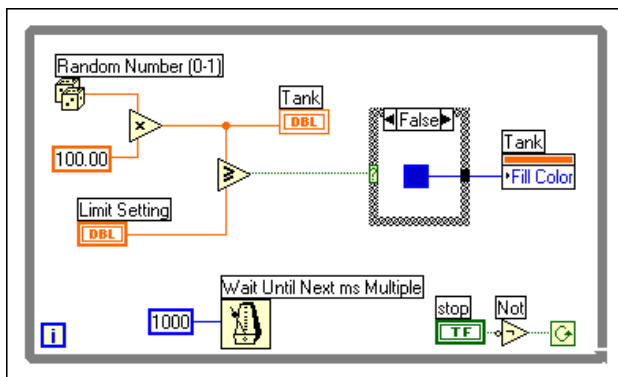 Random Number (0-1)
Tank
DBL
False
Tank
Fill Color
x
100.00
≥
?
Limit Setting
DBL
Wait Until Next ms Multiple
1000
stop
TF
Not
i